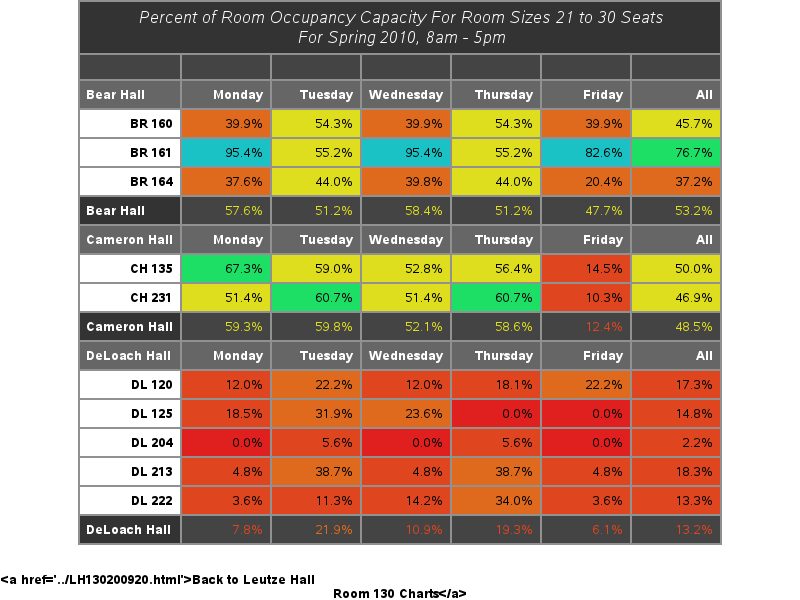 Percent of Room Occupancy Capacity For Room Sizes 21 to 30 Seats
For Spring 2010, 8am - 5pm
Bear Hall Monday Tuesday Wednesday Thursday Friday All
BR 160 39.9% 54.3% 39.9% 54.3% 39.9% 45.7%
BR 161 95.4% 55.2% 95.4% 55.2% 82.6% 76.7%
BR 164 37.6% 44.0% 39.8% 44.0% 20.4% 37.2%
Bear Hall 57.6% 51.2% 58.4% 51.2% 47.7% 53.2%
Cameron Hall Monday Tuesday Wednesday Thursday Friday All
CH 135 67.3% 59.0% 52.8% 56.4% 14.5% 50.0%
CH 231 51.4% 60.7% 51.4% 60.7% 10.3% 46.9%
Cameron Hall 59.3% 59.8% 52.1% 58.6% 12.4% 48.5%
DeLoach Hall Monday Tuesday Wednesday Thursday Friday All
DL 120 12.0% 22.2% 12.0% 18.1% 22.2% 17.3%
DL 125 18.5% 31.9% 23.6% 0.0% 0.0% 14.8%
DL 204 0.0% 5.6% 0.0% 5.6% 0.0% 2.2%
DL 213 4.8% 38.7% 4.8% 38.7% 4.8% 18.3%
DL 222 3.6% 11.3% 14.2% 34.0% 3.6% 13.3%
DeLoach Hall 7.8% 21.9% 10.9% 19.3% 6.1% 13.2%
<a href='../LH130200920.html'>Back to Leutze Hall
Room 130 Charts</a>